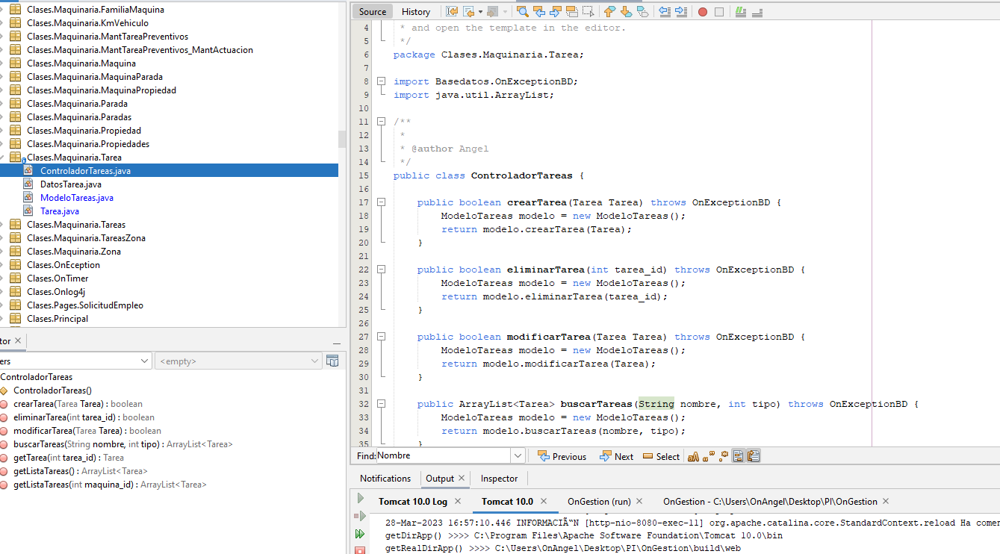 Clases.Maquinaria.FamiliaMaquina
Clases.Maquinaria.KmVehiculo
Clases.Maquinaria.MantTareaPreventivos
Clases.Maquinaria.MantTareaPreventivos_MantActuacion
Clases.Maquinaria.Maquina
Clases.Maquinaria.MaquinaParada
Clases.Maquinaria.MaquinaPropiedad
Clases.Maquinaria.Parada
Clases.Maquinaria.Paradas
Clases.Maquinaria.Propiedad
Clases.Maquinaria.Propiedades
Clases.Maquinaria.Tarea
ControladorTareas.java
DatosTarea.java
ModeloTareas.java
Tarea.java
Clases.Maquinaria.Tareas
Clases.Maquinaria.TareasZona
Clases.Maquinaria.Zona
Clases.OnEception
Clases.OnTimer
Clases.Onlog4j
Clases.Pages.SolicitudEmpleo
Clases.Principal
tor
ers
<empty>
ControladorTareas
ControladorTareas()
crearTarea(Tarea Tarea) : boolean
eliminarTarea(int tarea_id) : boolean
modificarTarea(Tarea Tarea) : boolean
buscarTareas(String nombre, int tipo) : ArrayList<Tarea>
getTarea(int tarea_id) : Tarea
getListaTareas() : ArrayList<Tarea>
getListaTareas(int maquina_id) : ArrayList<Tarea>
Source History
4 * and open the template in the editor.
5 */
6 package Clases.Maquinaria.Tarea;
7
8 import Basedatos.OnExceptionBD;
9 import java.util.ArrayList;
10
11 /**
12 *
13 * @author Angel
14 */
15 public class ControladorTareas {
16
17 public boolean crearTarea(Tarea Tarea) throws OnExceptionBD {
18 ModeloTareas modelo = new ModeloTareas();
19 return modelo.crearTarea(Tarea);
20 }
21
22 public boolean eliminarTarea(int tarea_id) throws OnExceptionBD {
23 ModeloTareas modelo = new ModeloTareas();
24 return modelo.eliminarTarea(tarea_id);
25 }
26
27 public boolean modificarTarea(Tarea Tarea) throws OnExceptionBD {
28 ModeloTareas modelo = new ModeloTareas();
29 return modelo.modificarTarea(Tarea);
30 }
31
32 public ArrayList<Tarea> buscarTareas(String nombre, int tipo) throws OnExceptionBD {
33 ModeloTareas modelo = new ModeloTareas();
34 return modelo.buscarTareas(nombre, tipo);
35 }
Find: Nombre Previous Next Select
Notifications Output Inspector
Tomcat 10.0 Log Tomcat 10.0 OnGestion (run) OnGestion - C:\Users\OnAngel\Desktop\PI\OnGestion
28-Mar-2023 16:57:10.446 INFORMACIÃ“N [http-nio-8080-exec-11] org.apache.catalina.core.StandardContext.reload Ha comen
getDirApp() >>>> C:\Program Files\Apache Software Foundation\Tomcat 10.0\bin
getRealDirApp() >>>> C:\Users\OnAngel\Desktop\PI\OnGestion\build\web